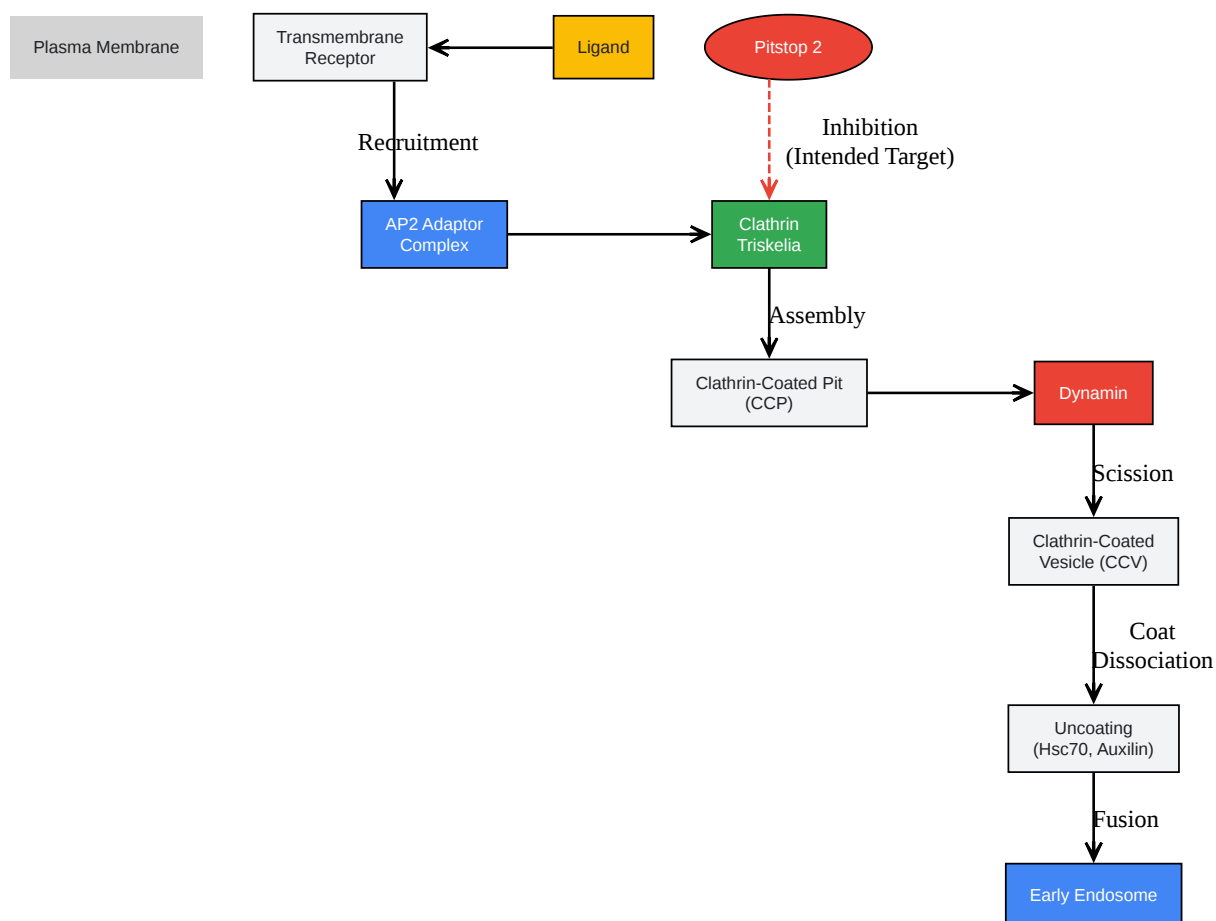 Plasma Membrane
Transmembrane
Receptor
Ligand
Pitstop 2
Recruitment
Inhibition
(Intended Target)
AP2 Adaptor
Complex
Clathrin
Triskelia
Assembly
Clathrin-Coated Pit
(CCP)
Dynamin
Scission
Clathrin-Coated
Vesicle (CCV)
Coat
Dissociation
Uncoating
(Hsc70, Auxilin)
Fusion
Early Endosome